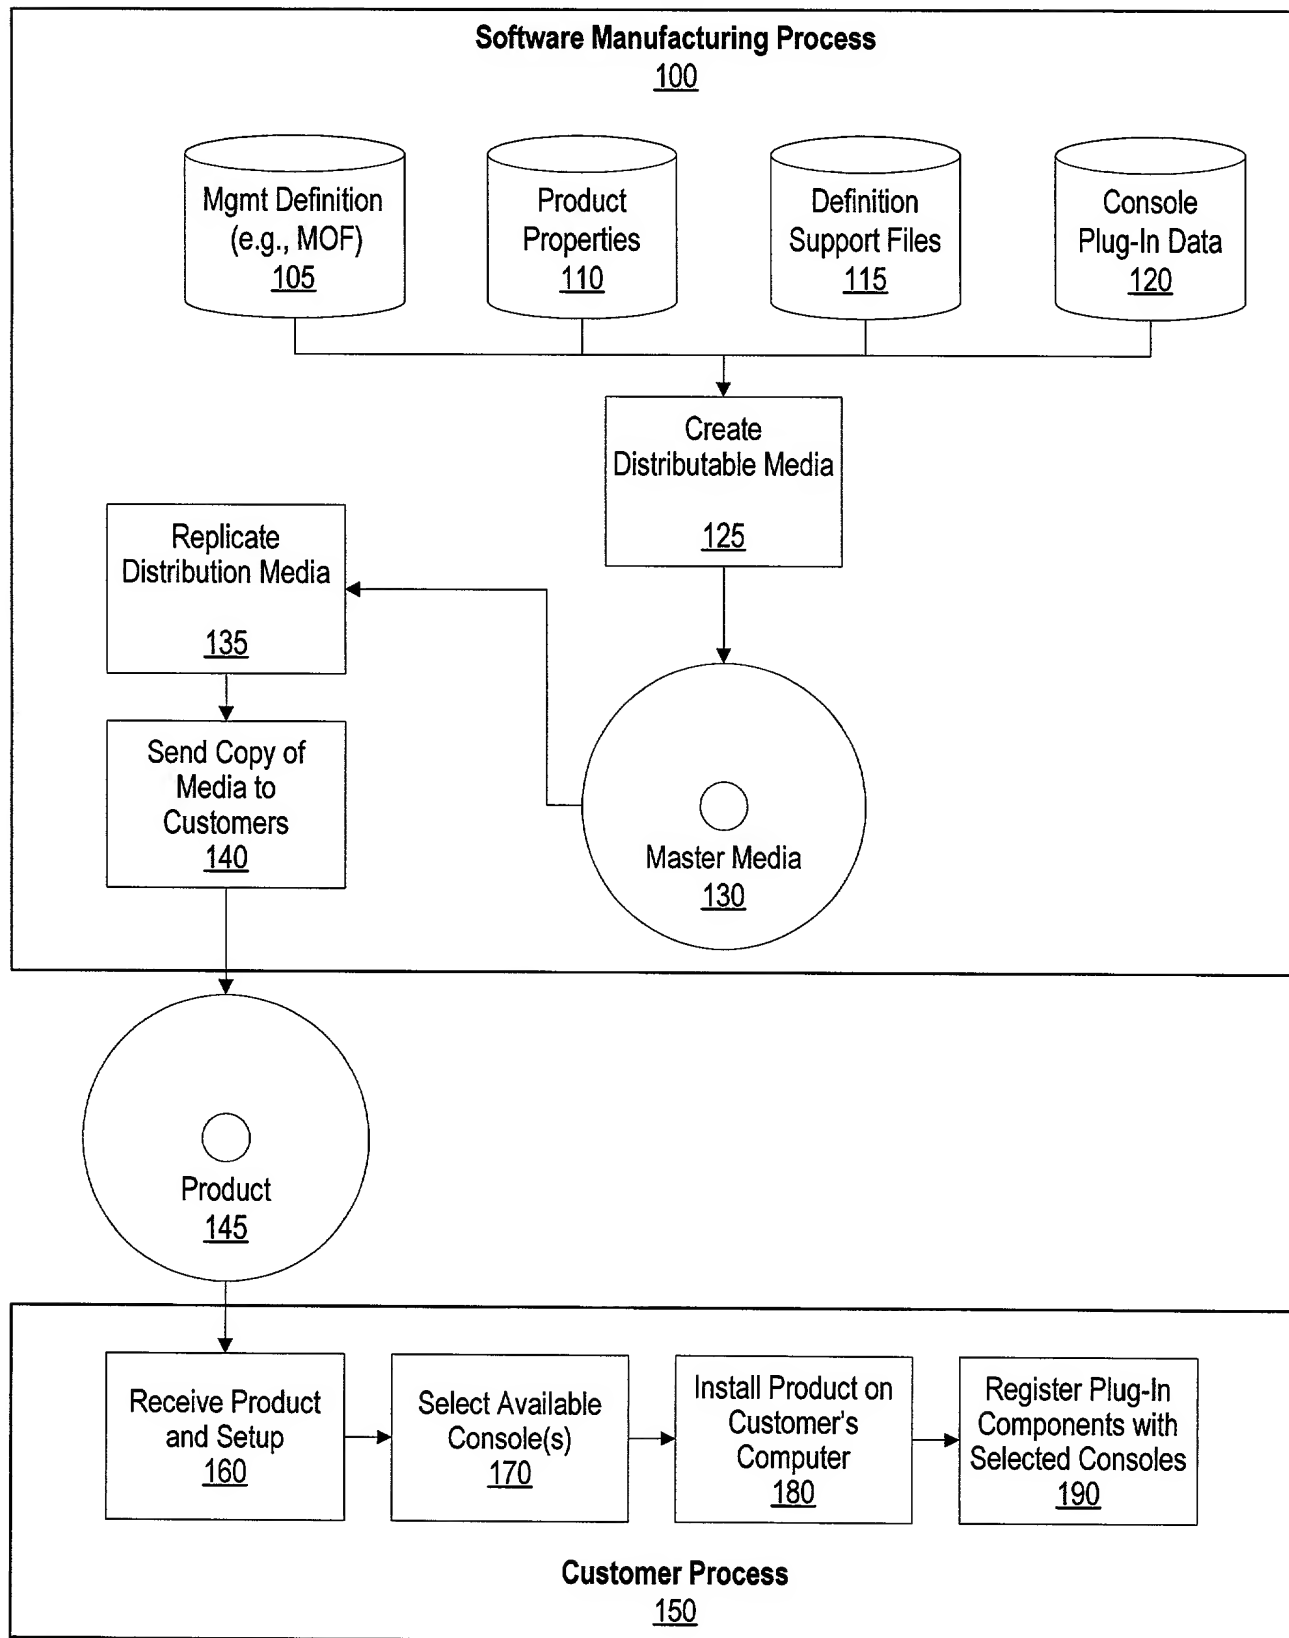 Software Manufacturing Process
100
Mgmt Definition
(e.g., MOF)
105
Product
Properties
110
Definition
Support Files
115
Console
Plug-In Data
120
Create
Distributable Media
125
Replicate
Distribution Media
135
Send Copy of
Media to
Customers
140
Master Media
130
Product
145
Receive Product
and Setup
160
Select Available
Console(s)
170
Install Product on
Customer's
Computer
180
Register Plug-In
Components with
Selected Consoles
190
Customer Process
150